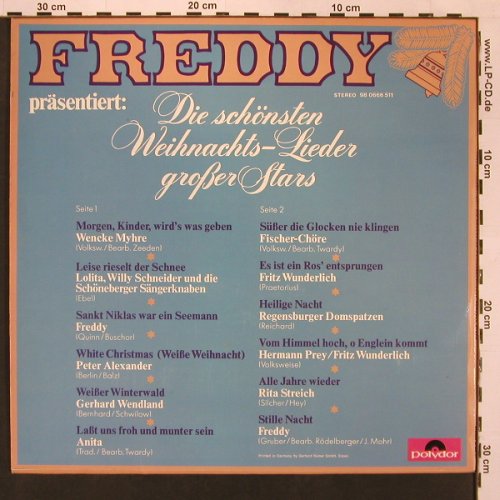 30 cm
20 cm
10 cm
www.LP-CD.de
FREDDY
präsentiert:
STEREO 98 0666 511
Die schönsten
Weihnachts-Lieder
großer Stars
10 cm
20 cm
30 cm
Seite 1
Morgen, Kinder, wird's was geben
Wencke Myhre
(Volksw./Bearb. Zeeden)
Leise rieselt der Schnee
Lolita, Willy Schneider und die
Schöneberger Sängerknaben
(Ebel)
Sankt Niklas war ein Seemann
Freddy
(Quinn/Buschor)
White Christmas (Weiße Weihnacht)
Peter Alexander
(Berlin/Balz)
Weißer Winterwald
Gerhard Wendland
(Bernhard/Schwilow)
Laßt uns froh und munter sein
Anita
(Trad./Bearb. Twardy)
Seite 2
Süßer die Glocken nie klingen
Fischer-Chöre
(Volksw./Bearb. Twardy)
Es ist ein Ros' entsprungen
Fritz Wunderlich
(Praetorius)
Heilige Nacht
Regensburger Domspatzen
(Reichard)
Vom Himmel hoch, o Englein kommt
Hermann Prey/Fritz Wunderlich
(Volksweise)
Alle Jahre wieder
Rita Streich
(Silcher/Hey)
Stille Nacht
Freddy
(Gruber/Bearb. Rödelberger/J. Mohr)
Polydor